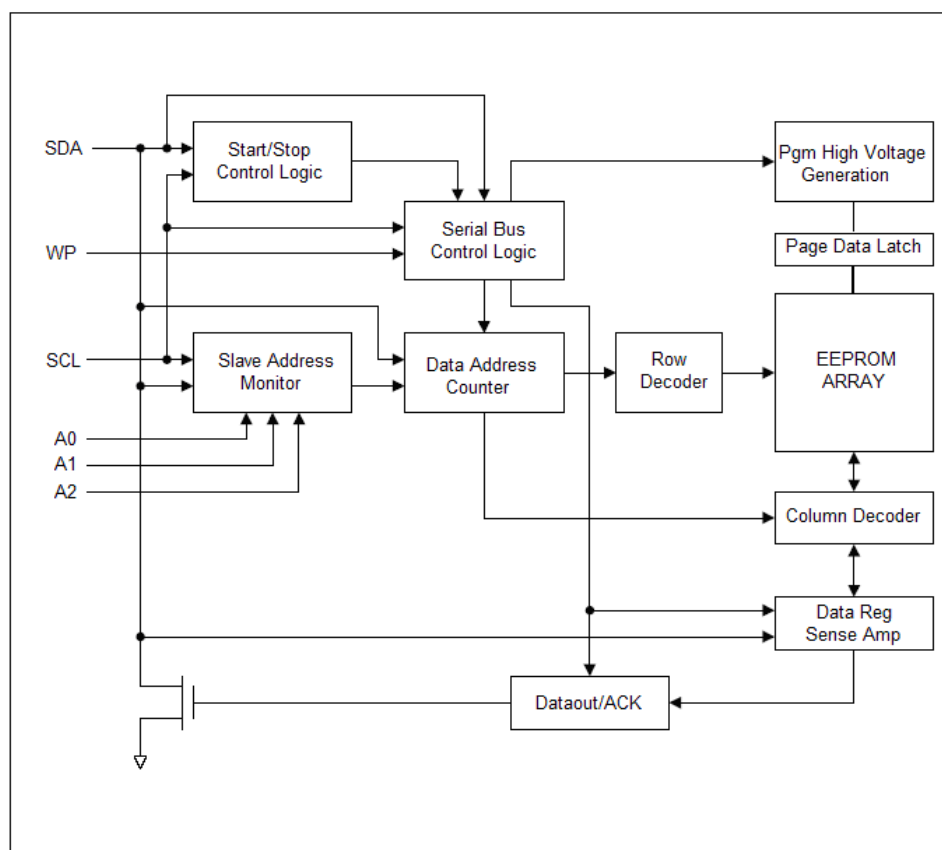 SDA
Start/Stop
Control Logic
Pgm High Voltage
Generation
WP
Serial Bus
Control Logic
Page Data Latch
SCL
Slave Address
Monitor
Data Address
Counter
Row
Decoder
EEPROM
ARRAY
A0
A1
A2
Column Decoder
Data Reg
Sense Amp
Dataout/ACK